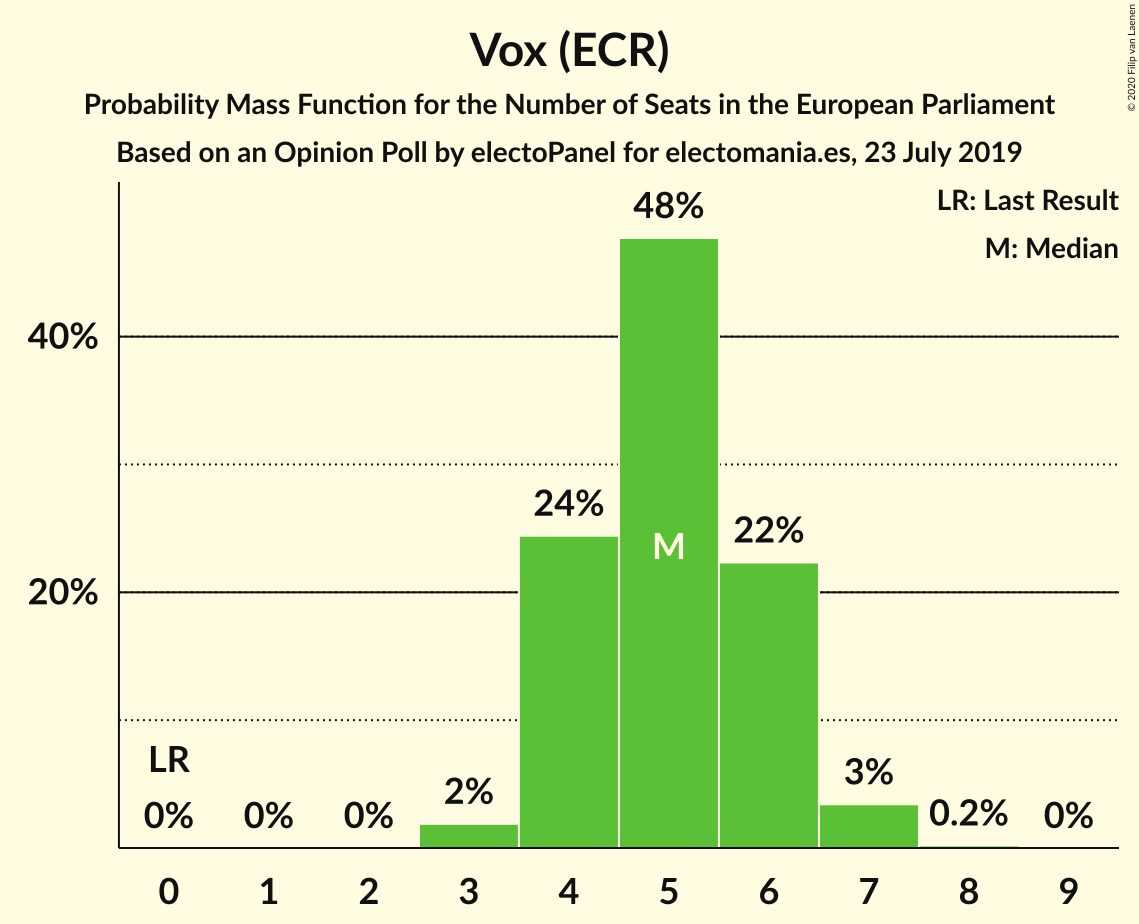 Vox (ECR)
Probability Mass Function for the Number of Seats in the European Parliament
Based on an Opinion Poll by electoPanel for electomania.es, 23 July 2019
© 2020 Filip van Laenen
LR: Last Result
M: Median
48%
40%
24%
M
22%
20%
LR
0%
0%
0%
2%
3%
0.2%
0%
0 1 2 3 4 5 6 7 8 9